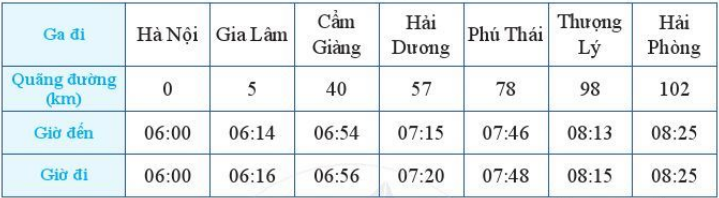 Ga đi Hà Nội Gia Lâm Cẩm Giàng Hải Dương Phú Thái Thượng Lý Hải Phòng
Quãng đường (km) 0 5 40 57 78 98 102
Giờ đến 06:00 06:14 06:54 07:15 07:46 08:13 08:25
Giờ đi 06:00 06:16 06:56 07:20 07:48 08:15 08:25